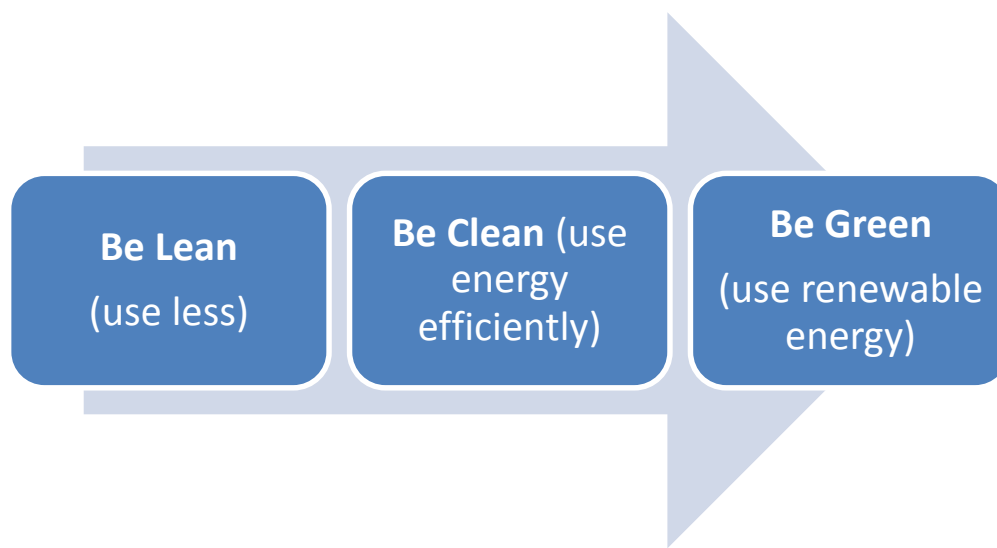 Be Lean
(use less)
Be Clean (use
energy
efficiently)
Be Green
(use renewable
energy)